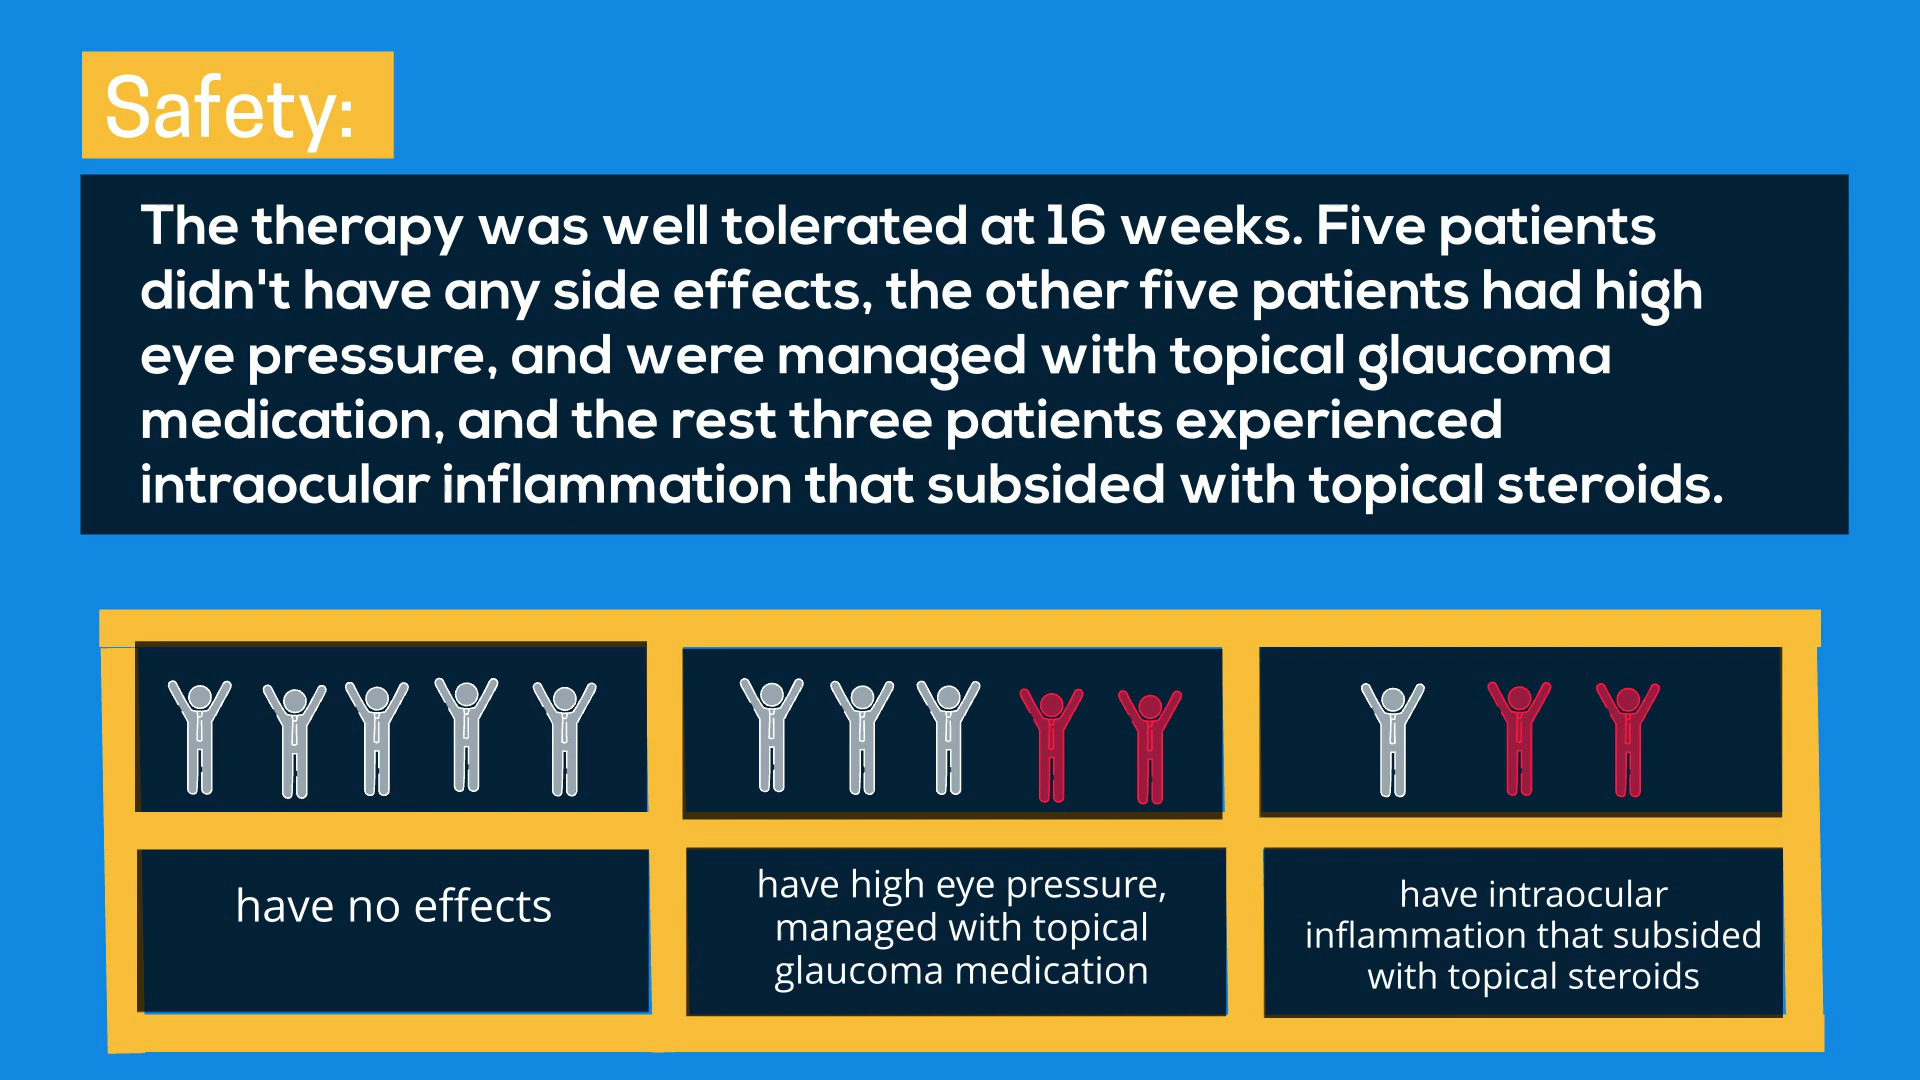 Safety:
The therapy was well tolerated at 16 weeks. Five patients
didn't have any side effects, the other five patients had high
eye pressure, and were managed with topical glaucoma
medication, and the rest three patients experienced
intraocular inflammation that subsided with topical steroids.
have no effects
have high eye pressure,
managed with topical
glaucoma medication
have intraocular
inflammation that subsided
with topical steroids